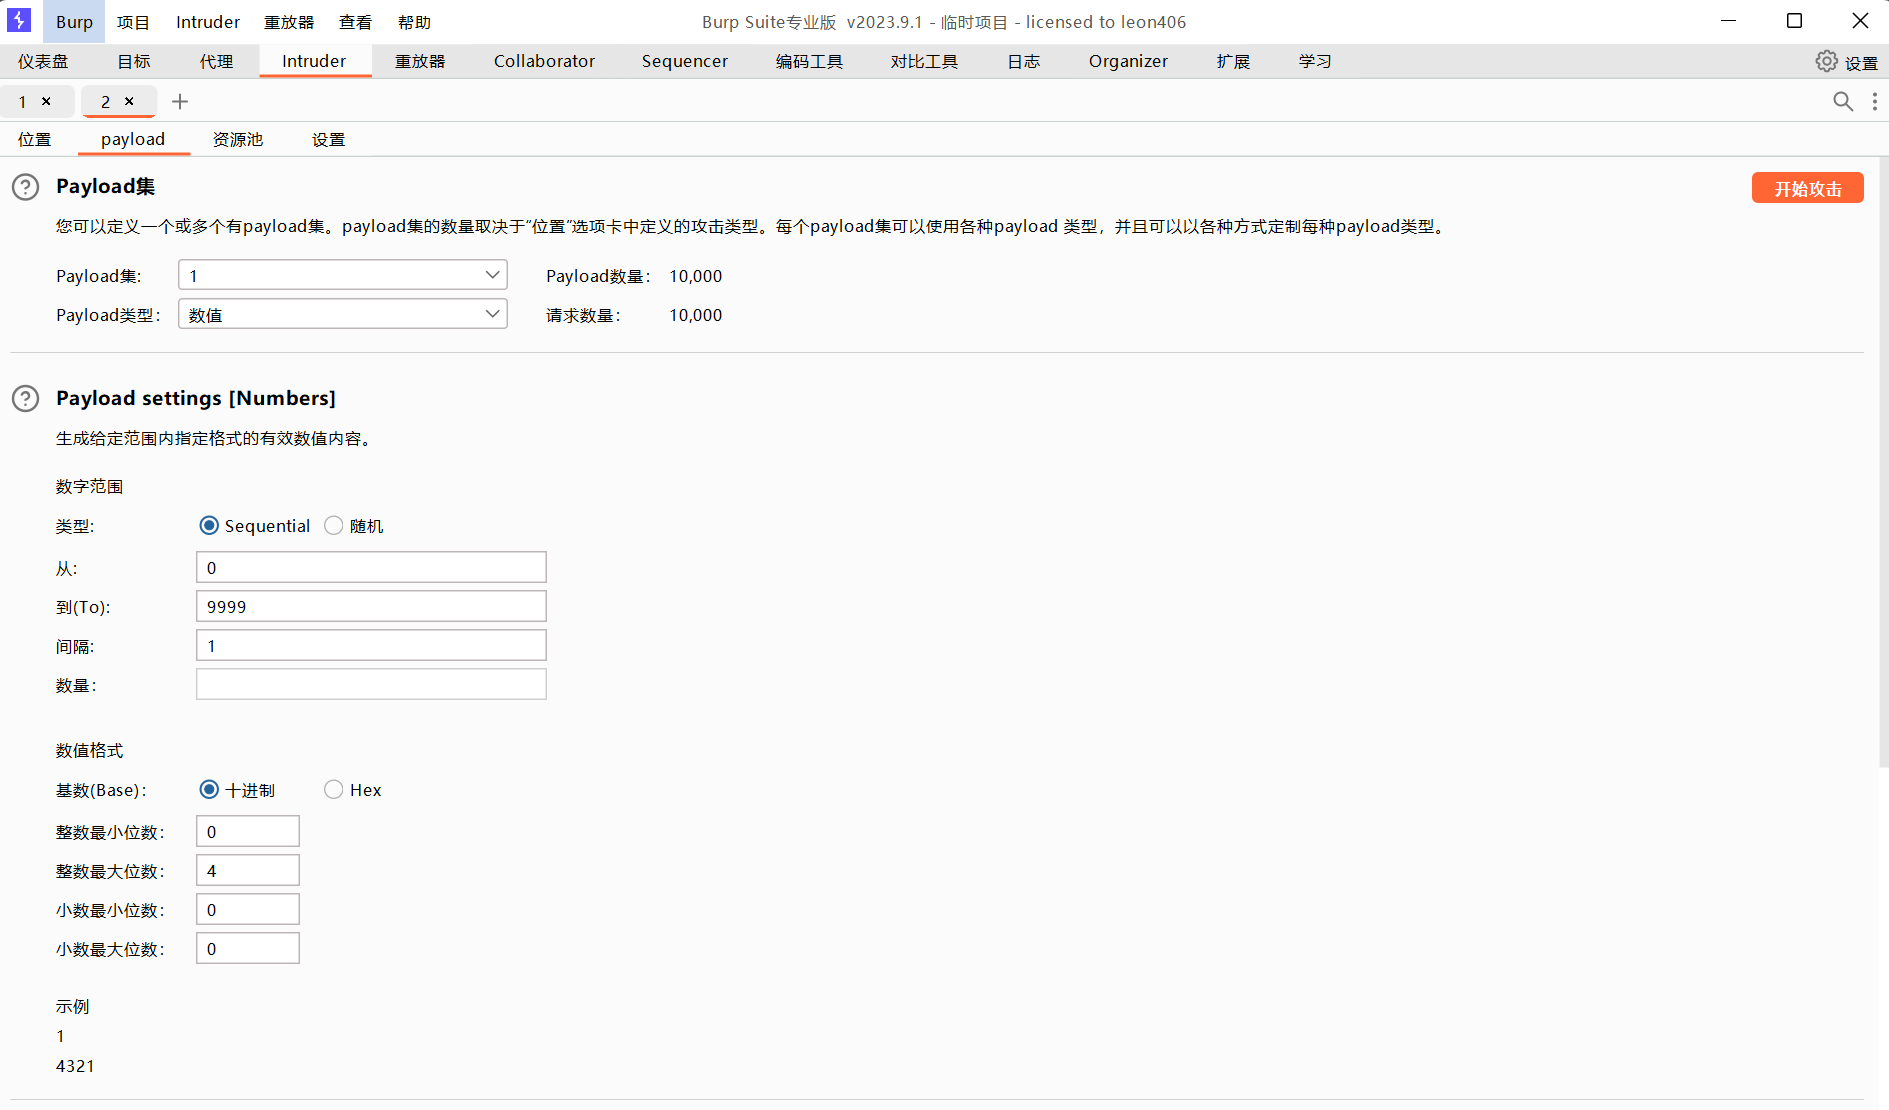 Burp 项目 Intruder 重放器 查看 帮助 Burp Suite专业版 v2023.9.1 - 临时项目 - licensed to leon406
仪表盘 目标 代理 Intruder 重放器 Collaborator Sequencer 编码工具 对比工具 日志 Organizer 扩展 学习 设置
1 × 2 × +
位置 payload 资源池 设置
Payload集 开始攻击
您可以定义一个或多个有payload集。payload集的数量取决于“位置”选项卡中定义的攻击类型。每个payload集可以使用各种payload 类型，并且可以以各种方式定制每种payload类型。
Payload集: 1 Payload数量: 10,000
Payload类型: 数值 请求数量: 10,000
Payload settings [Numbers]
生成给定范围内指定格式的有效数值内容。
数字范围
类型: Sequential 随机
从: 0
到(To): 9999
间隔: 1
数量:
数值格式
基数(Base): 十进制 Hex
整数最小位数: 0
整数最大位数: 4
小数最小位数: 0
小数最大位数: 0
示例
1
4321